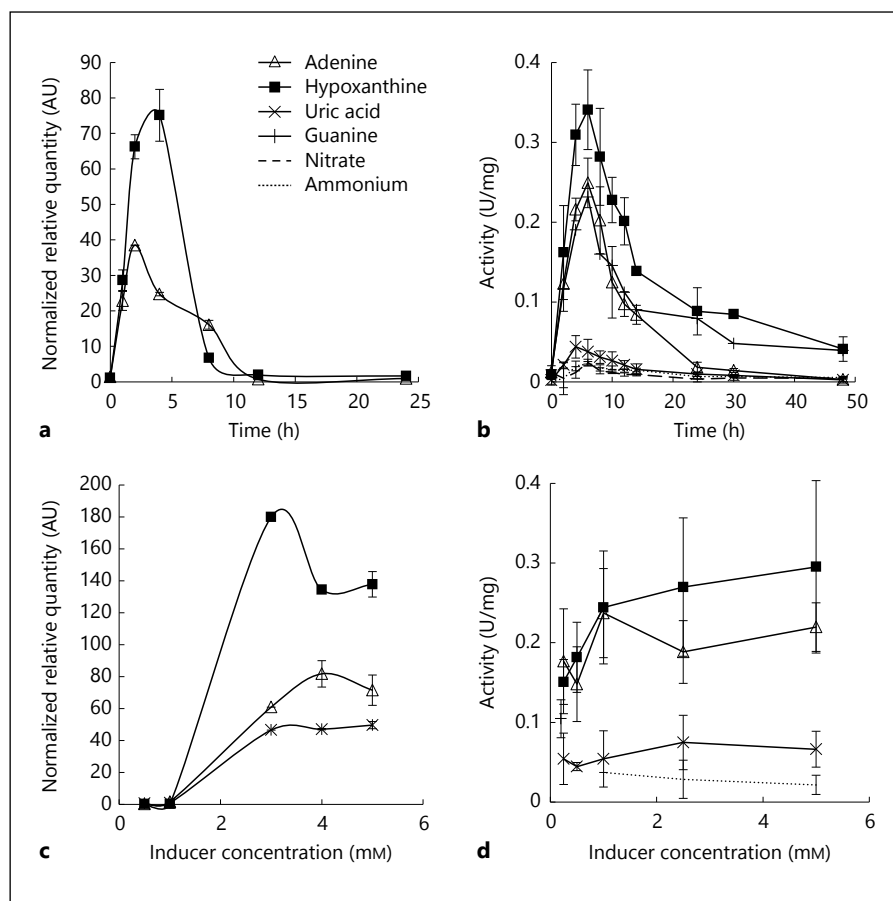 Normalized relative quantity (AU)
90
80
70
60
50
40
30
20
10
0
0
5
10
15
20
25
Time (h)
a
Adenine
Hypoxanthine
Uric acid
Guanine
Nitrate
Ammonium
Activity (U/mg)
0.4
0.3
0.2
0.1
0
0
10
20
30
40
50
Time (h)
b
Normalized relative quantity (AU)
200
180
160
140
120
100
80
60
40
20
0
0
2
4
6
Inducer concentration (mM)
c
Activity (U/mg)
0.4
0.3
0.2
0.1
0
0
2
4
6
Inducer concentration (mM)
d